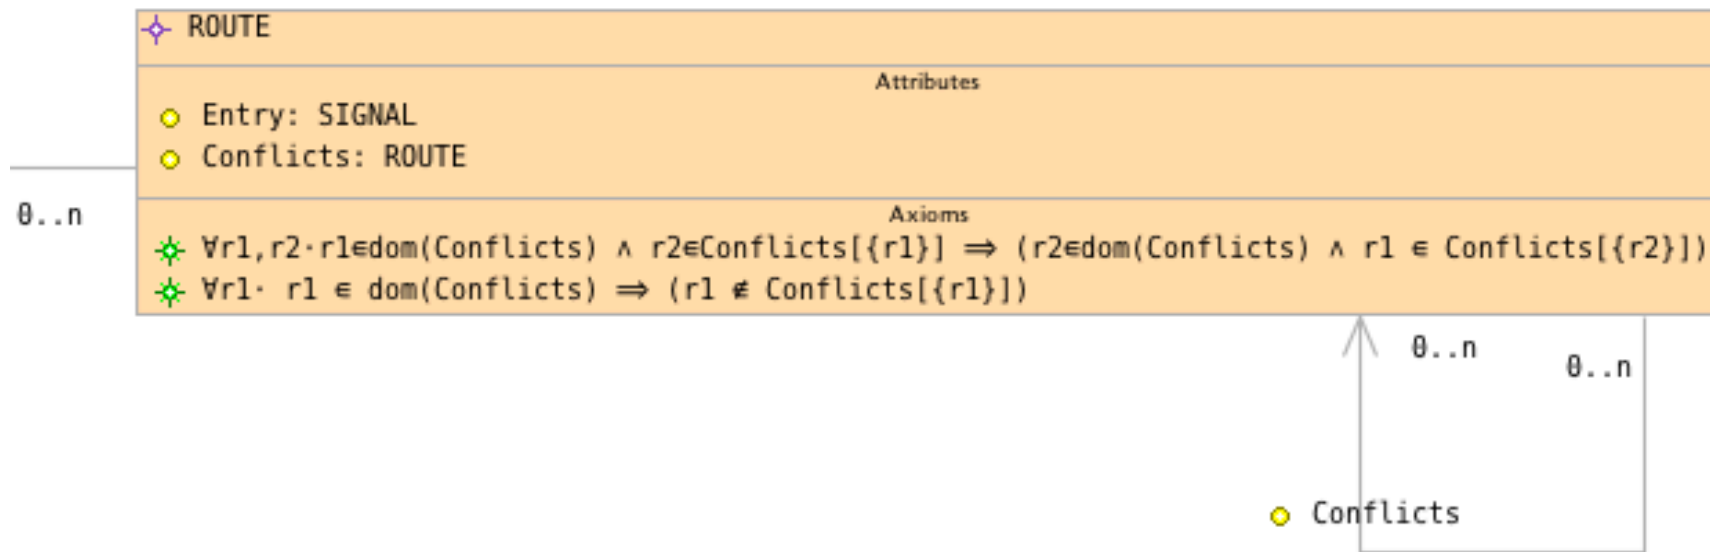 ROUTE
Attributes
Entry: SIGNAL
Conflicts: ROUTE
0..n
Axioms
∀r1,r2·r1∈dom(Conflicts) ∧ r2∈Conflicts[{r1}] ⇒ (r2∈dom(Conflicts) ∧ r1 ∈ Conflicts[{r2}])
∀r1· r1 ∈ dom(Conflicts) ⇒ (r1 ∉ Conflicts[{r1}])
0..n
0..n
Conflicts